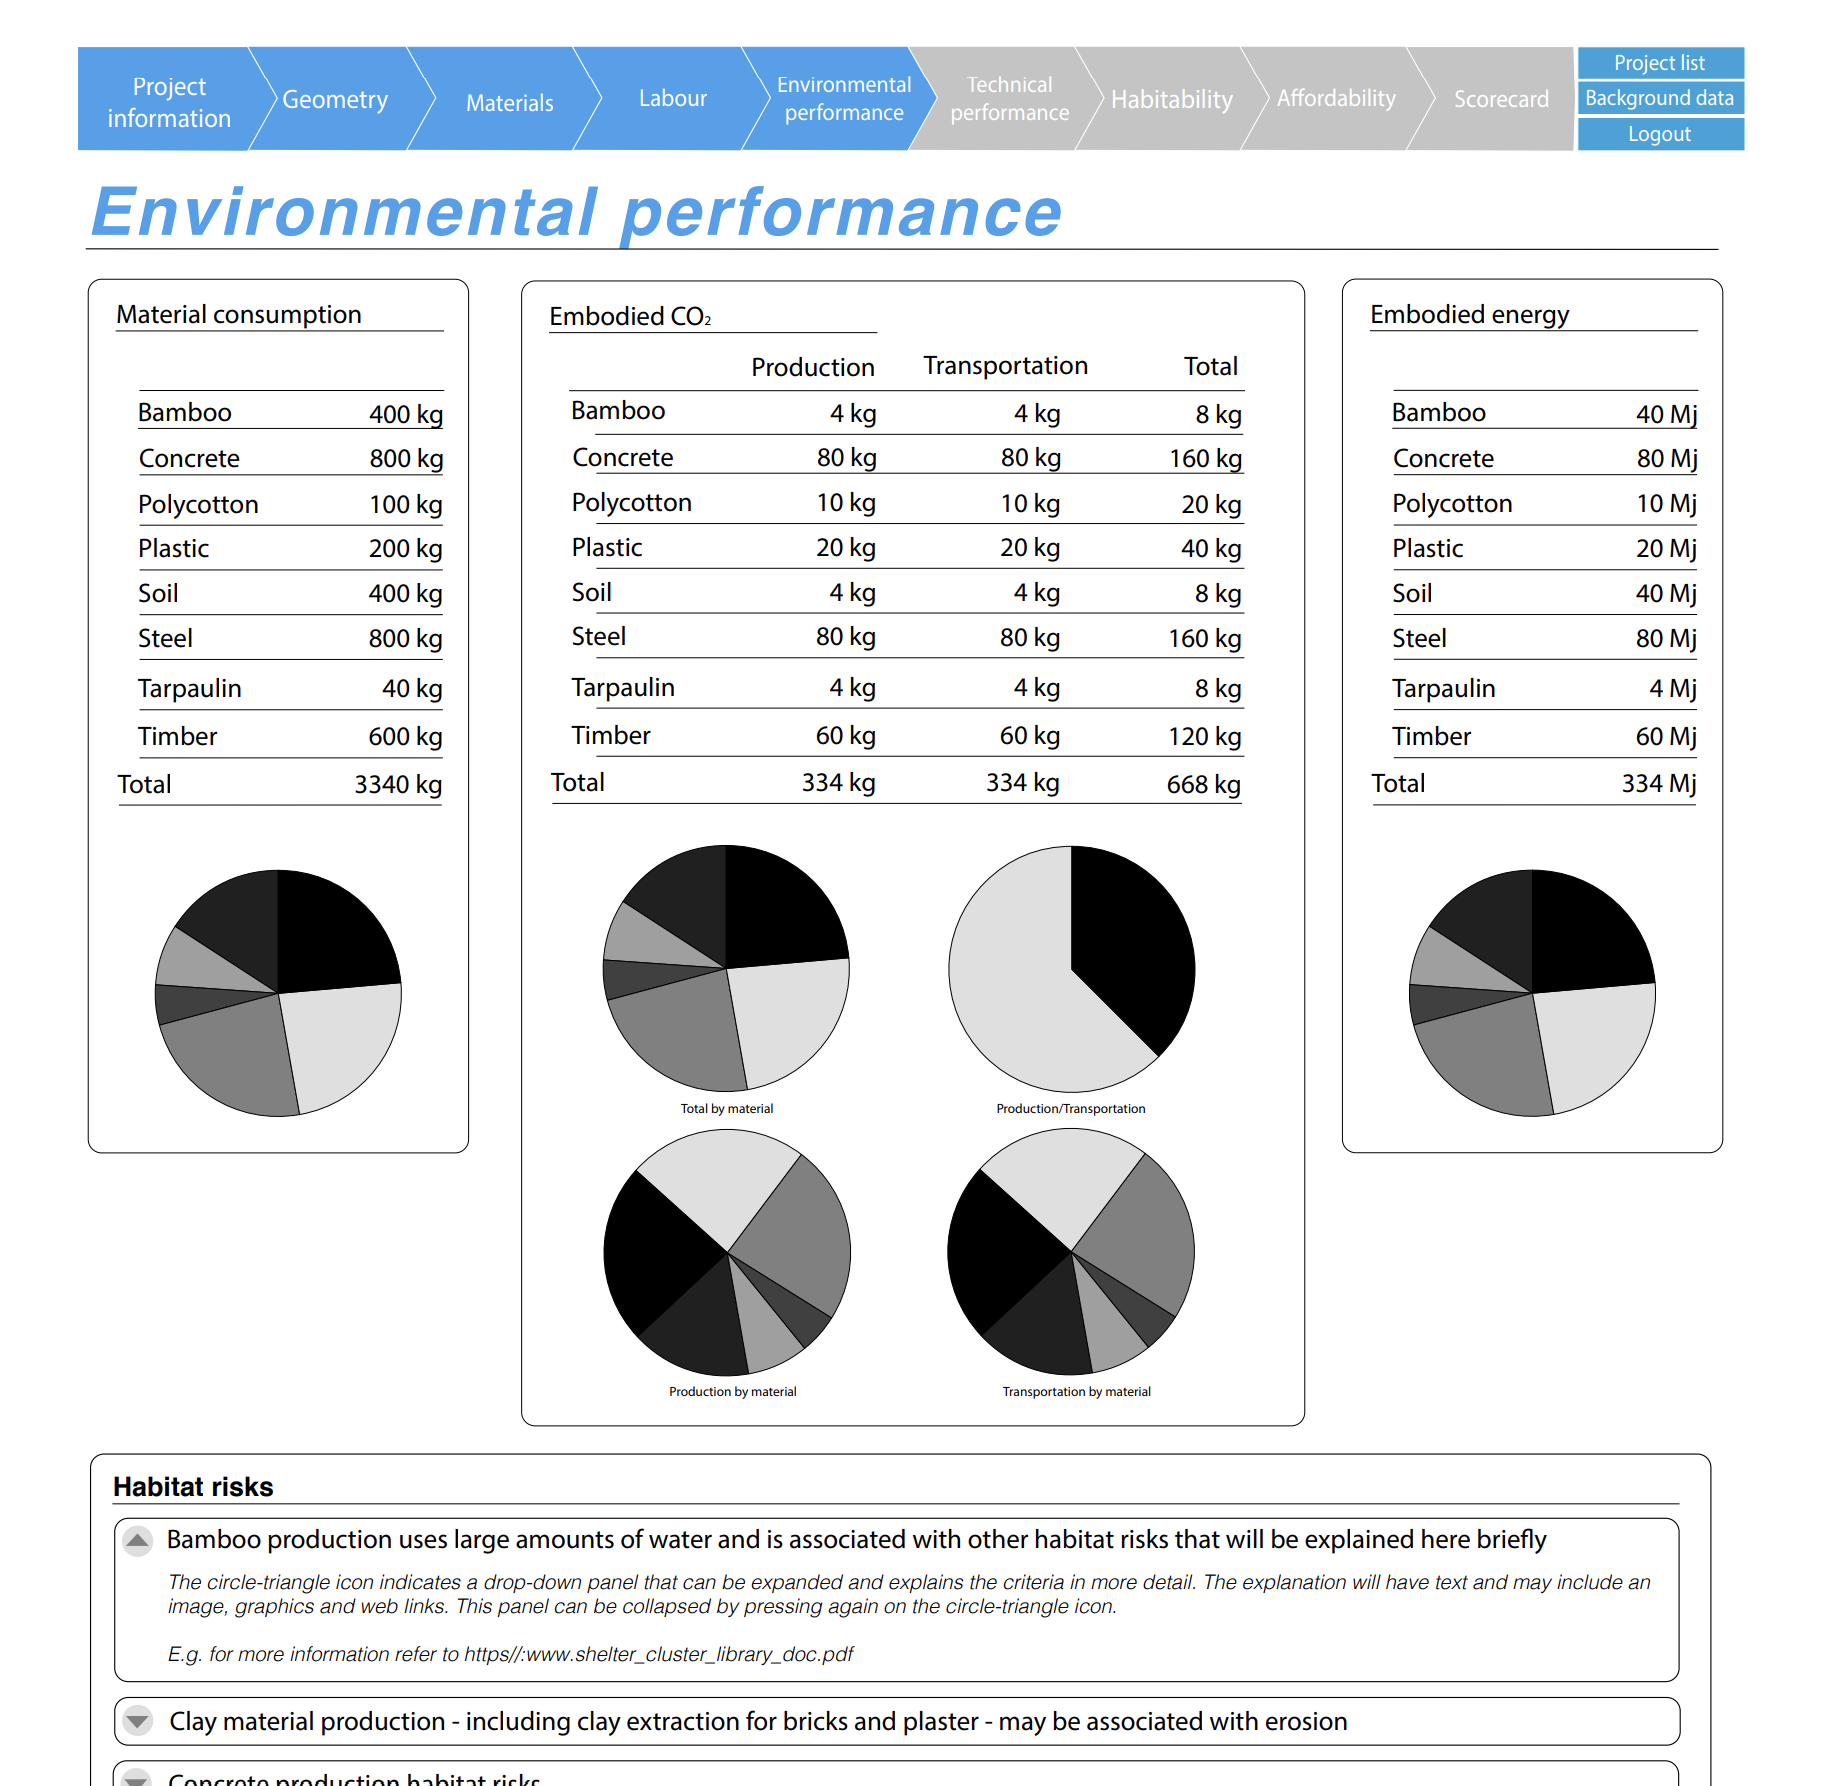 Project information
Geometry
Materials
Labour
Environmental performance
Technical performance
Habitability
Affordability
Scorecard
Project list
Background data
Logout
Environmental performance
Material consumption
Bamboo 400 kg
Concrete 800 kg
Polycotton 100 kg
Plastic 200 kg
Soil 400 kg
Steel 800 kg
Tarpaulin 40 kg
Timber 600 kg
Total 3340 kg
Embodied CO₂
Production Transportation Total
Bamboo 4 kg 4 kg 8 kg
Concrete 80 kg 80 kg 160 kg
Polycotton 10 kg 10 kg 20 kg
Plastic 20 kg 20 kg 40 kg
Soil 4 kg 4 kg 8 kg
Steel 80 kg 80 kg 160 kg
Tarpaulin 4 kg 4 kg 8 kg
Timber 60 kg 60 kg 120 kg
Total 334 kg 334 kg 668 kg
Total by material
Production/Transportation
Production by material
Transportation by material
Embodied energy
Bamboo 40 Mj
Concrete 80 Mj
Polycotton 10 Mj
Plastic 20 Mj
Soil 40 Mj
Steel 80 Mj
Tarpaulin 4 Mj
Timber 60 Mj
Total 334 Mj
Habitat risks
Bamboo production uses large amounts of water and is associated with other habitat risks that will be explained here briefly
The circle-triangle icon indicates a drop-down panel that can be expanded and explains the criteria in more detail. The explanation will have text and may include an
image, graphics and web links. This panel can be collapsed by pressing again on the circle-triangle icon.
E.g. for more information refer to https//:www.shelter_cluster_library_doc.pdf
Clay material production - including clay extraction for bricks and plaster - may be associated with erosion
Concrete production habitat risks